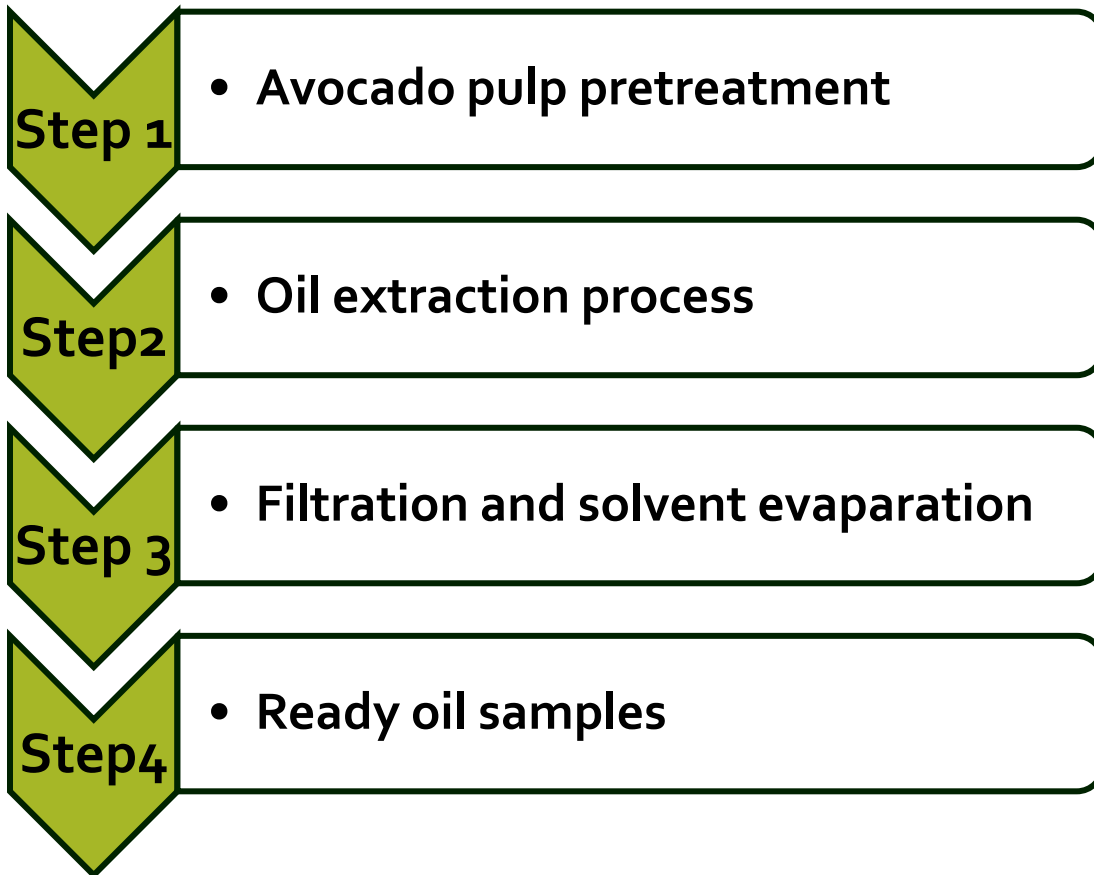 Step 1
• Avocado pulp pretreatment
Step2
• Oil extraction process
Step 3
• Filtration and solvent evaparation
Step4
• Ready oil samples